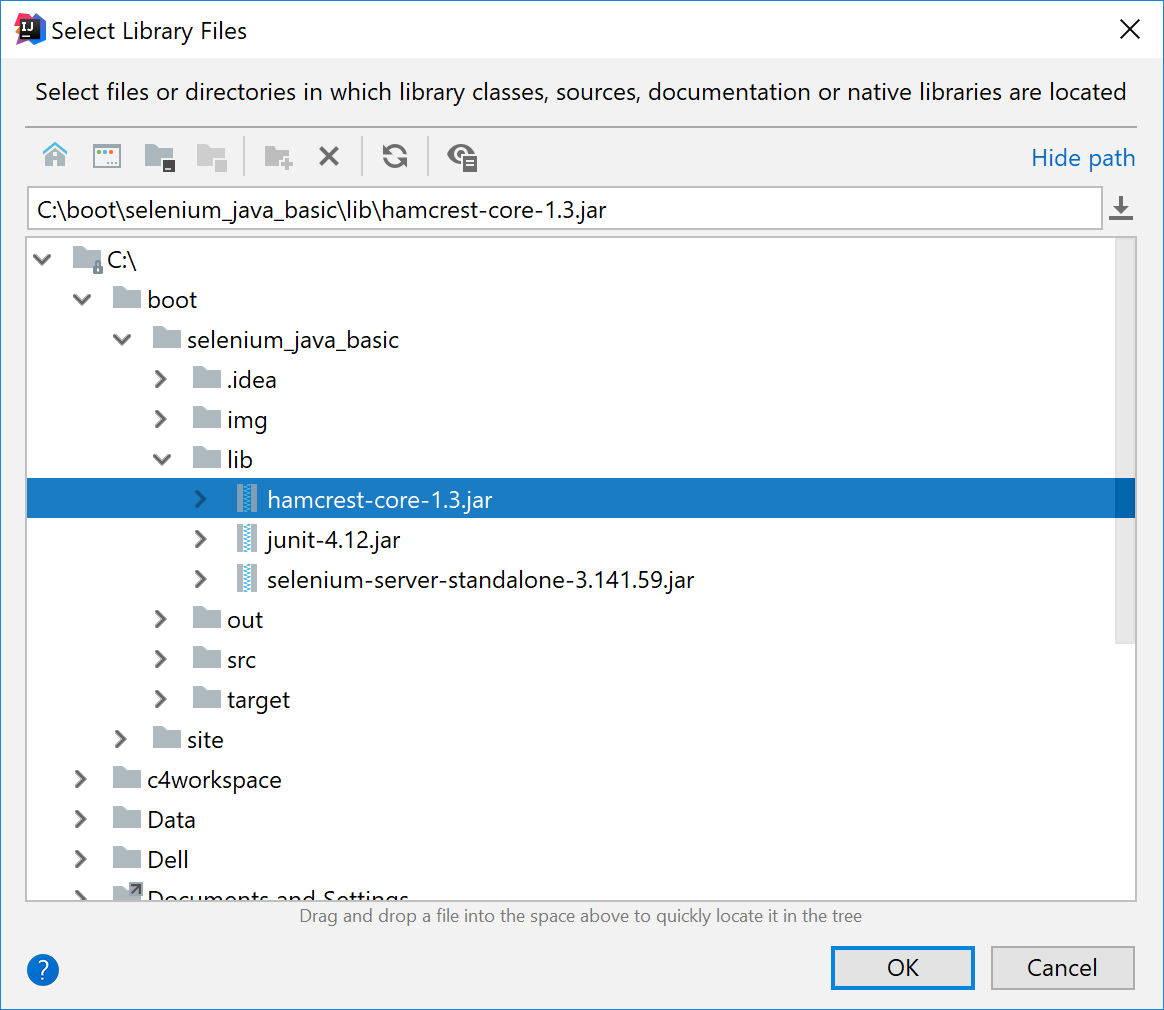 IJ
Select Library Files
Select files or directories in which library classes, sources, documentation or native libraries are located
Hide path
C:\boot\selenium_java_basic\lib\hamcrest-core-1.3.jar
C:\
boot
selenium_java_basic
.idea
img
lib
hamcrest-core-1.3.jar
junit-4.12.jar
selenium-server-standalone-3.141.59.jar
out
src
target
site
c4workspace
Data
Dell
Documents and Settings
Drag and drop a file into the space above to quickly locate it in the tree
?
OK
Cancel